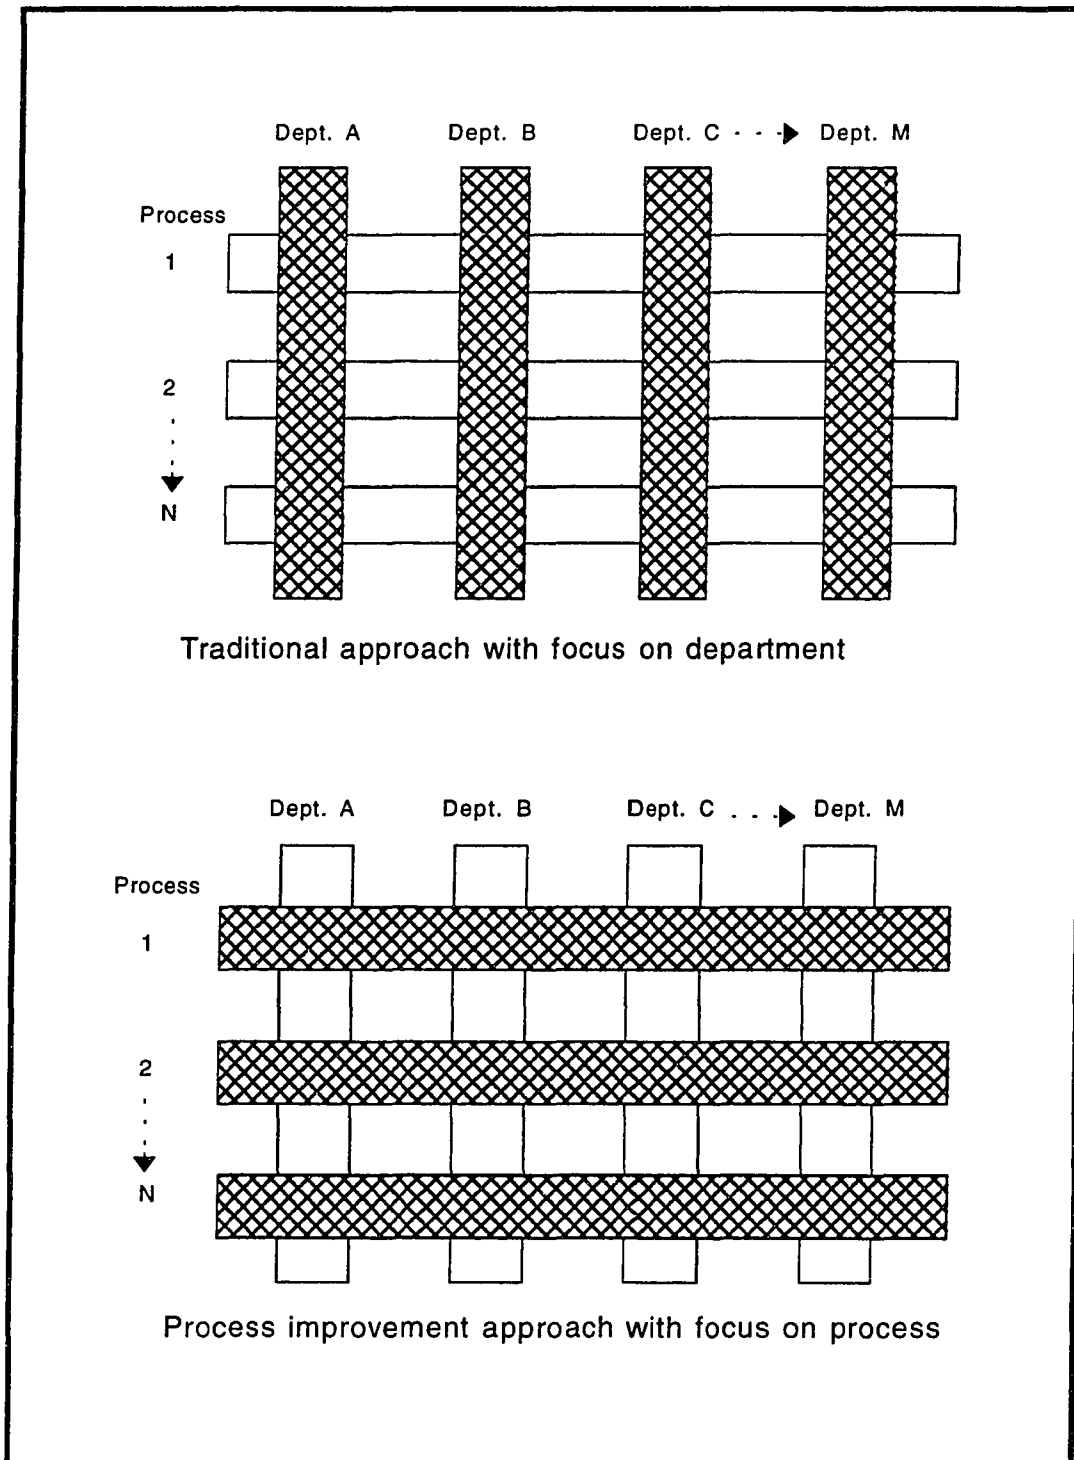 Dept. A Dept. B Dept. C Dept. M
Process
1
2
N
Traditional approach with focus on department
Dept. A Dept. B Dept. C Dept. M
Process
1
2
N
Process improvement approach with focus on process